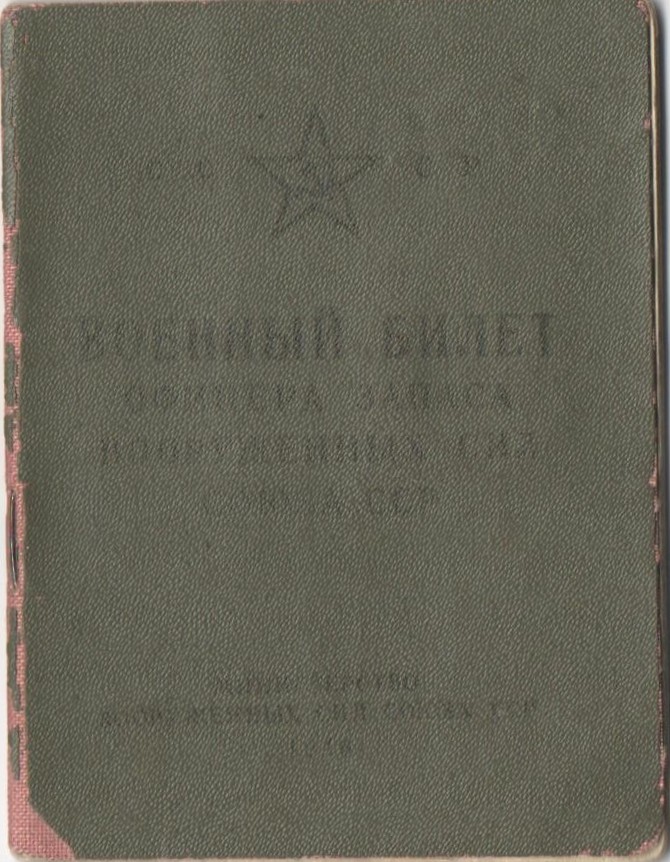 ВОЕННЫЙ БИЛЕТ
ОФИЦЕРА ЗАПАСА
ВООРУЖЕННЫХ СИЛ
СОЮЗА ССР
МИНИСТЕРСТВО
ВООРУЖЕННЫХ СИЛ СОЮЗА ССР